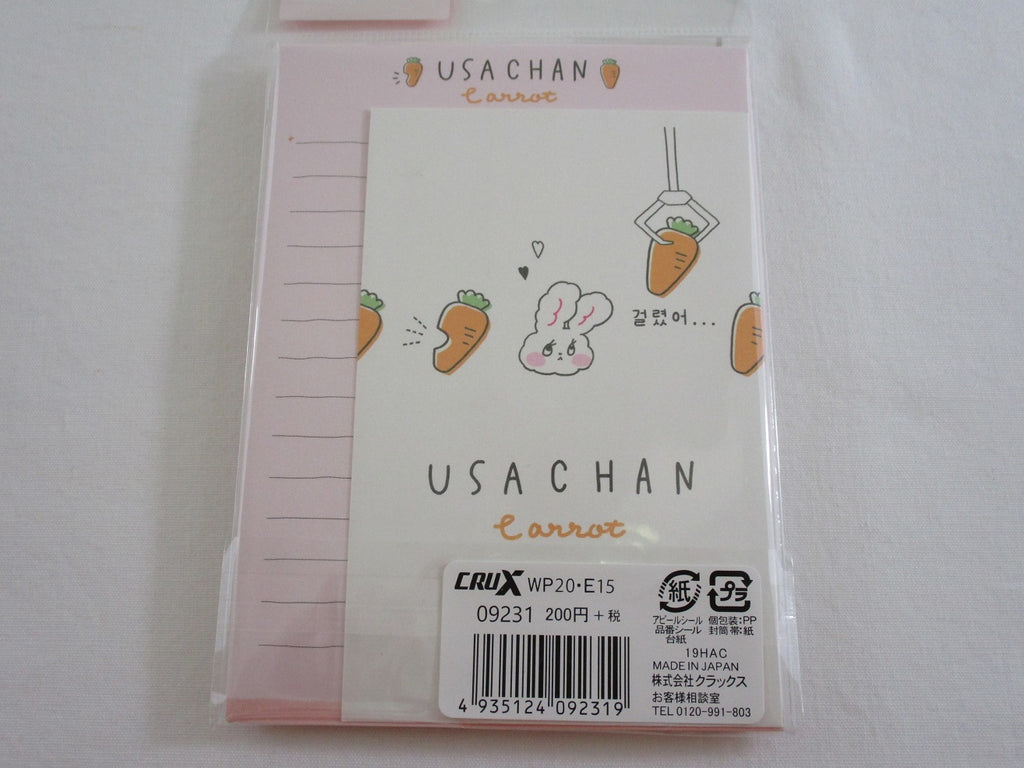 USACHAN
Carrot
걸렸어...
USACHAN
Carrot
CRUX WP20・E15
09231 200円+税
4 935124 092319
紙 プラ
アピールシール 個包装:PP
品番シール 封筒帯:紙
台紙
19HAC
MADE IN JAPAN
株式会社クラックス
お客様相談室
TEL 0120-991-803